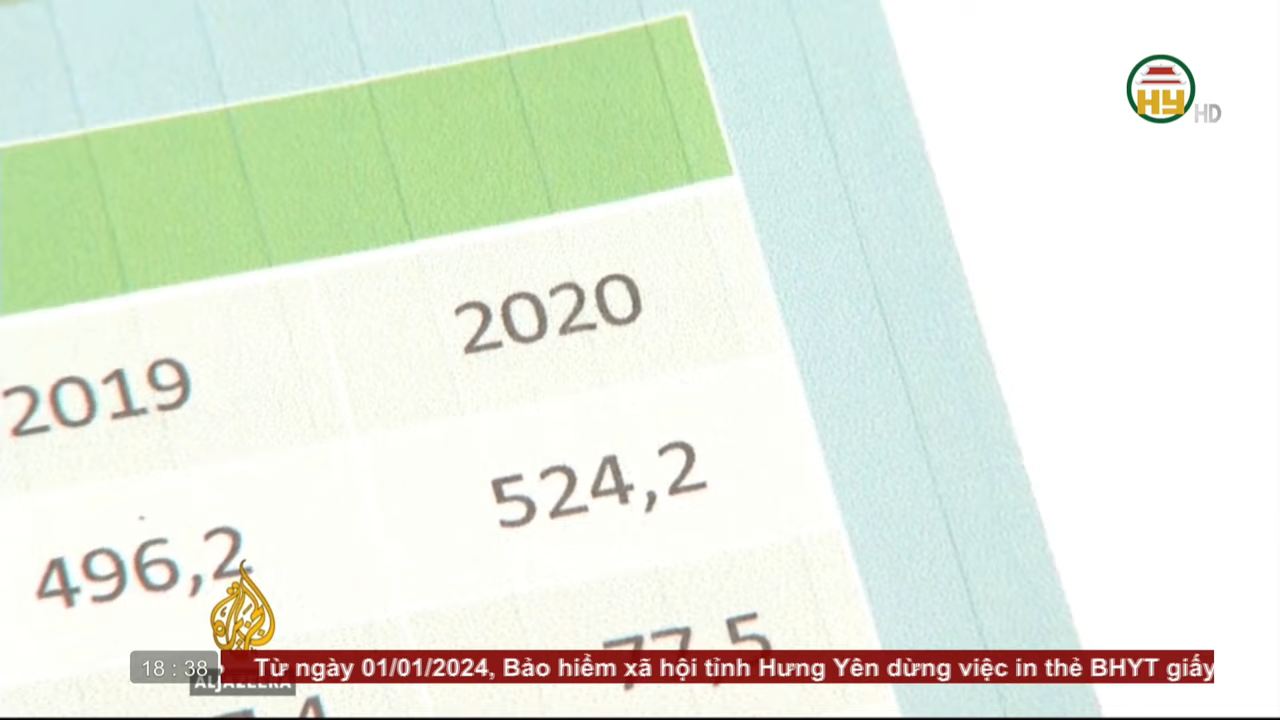 HY HD
2019 2020
496,2 524,2
77,5
18 : 38 Từ ngày 01/01/2024, Bảo hiểm xã hội tỉnh Hưng Yên dừng việc in thẻ BHYT giấy
ALJAZEERA